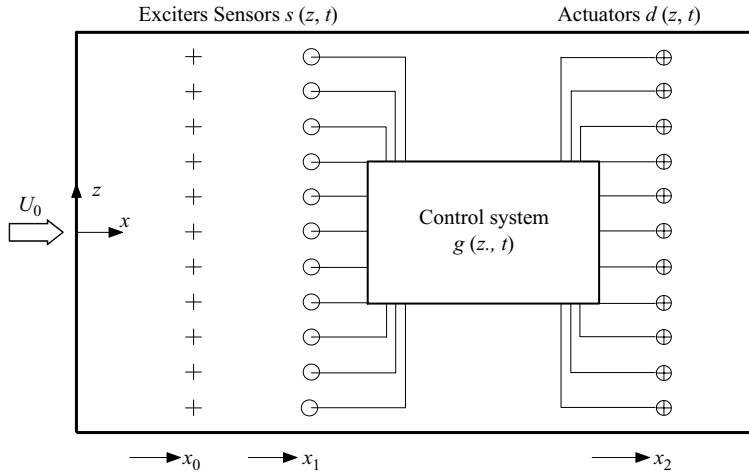 Exciters Sensors s (z, t)
Actuators d (z, t)
z
U0
x
Control system
g (z., t)
x0
x1
x2